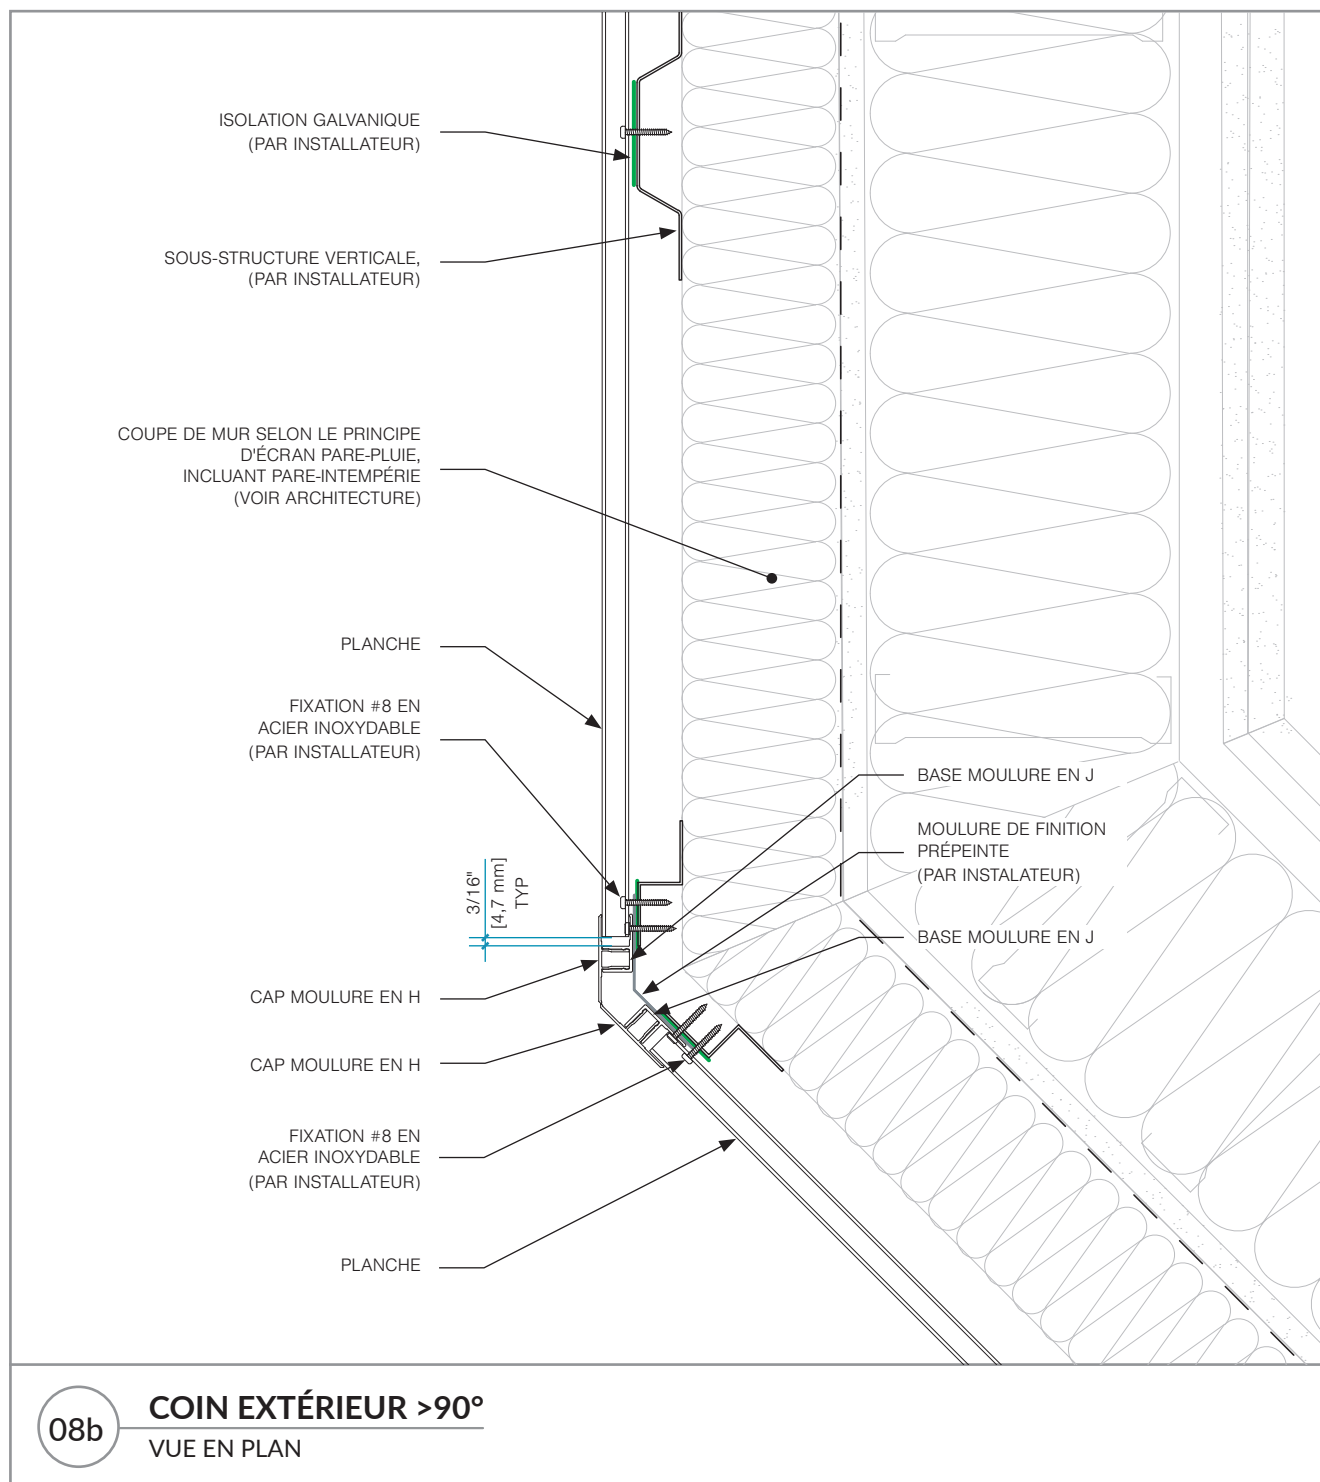 ISOLATION GALVANIQUE
(PAR INSTALLATEUR)
SOUS-STRUCTURE VERTICALE,
(PAR INSTALLATEUR)
COUPE DE MUR SELON LE PRINCIPE
D'ÉCRAN PARE-PLUIE,
INCLUANT PARE-INTEMPÉRIE
(VOIR ARCHITECTURE)
PLANCHE
FIXATION #8 EN
ACIER INOXYDABLE
(PAR INSTALLATEUR)
BASE MOULURE EN J
MOULURE DE FINITION
PRÉPEINTE
(PAR INSTALATEUR)
BASE MOULURE EN J
3/16"
[4,7 mm]
TYP
CAP MOULURE EN H
CAP MOULURE EN H
FIXATION #8 EN
ACIER INOXYDABLE
(PAR INSTALLATEUR)
PLANCHE
08b
COIN EXTÉRIEUR >90°
VUE EN PLAN